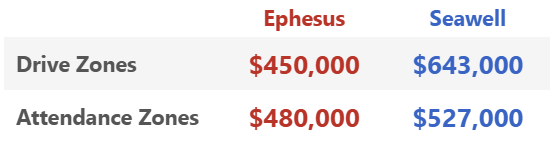 Ephesus Seawell
Drive Zones $450,000 $643,000
Attendance Zones $480,000 $527,000